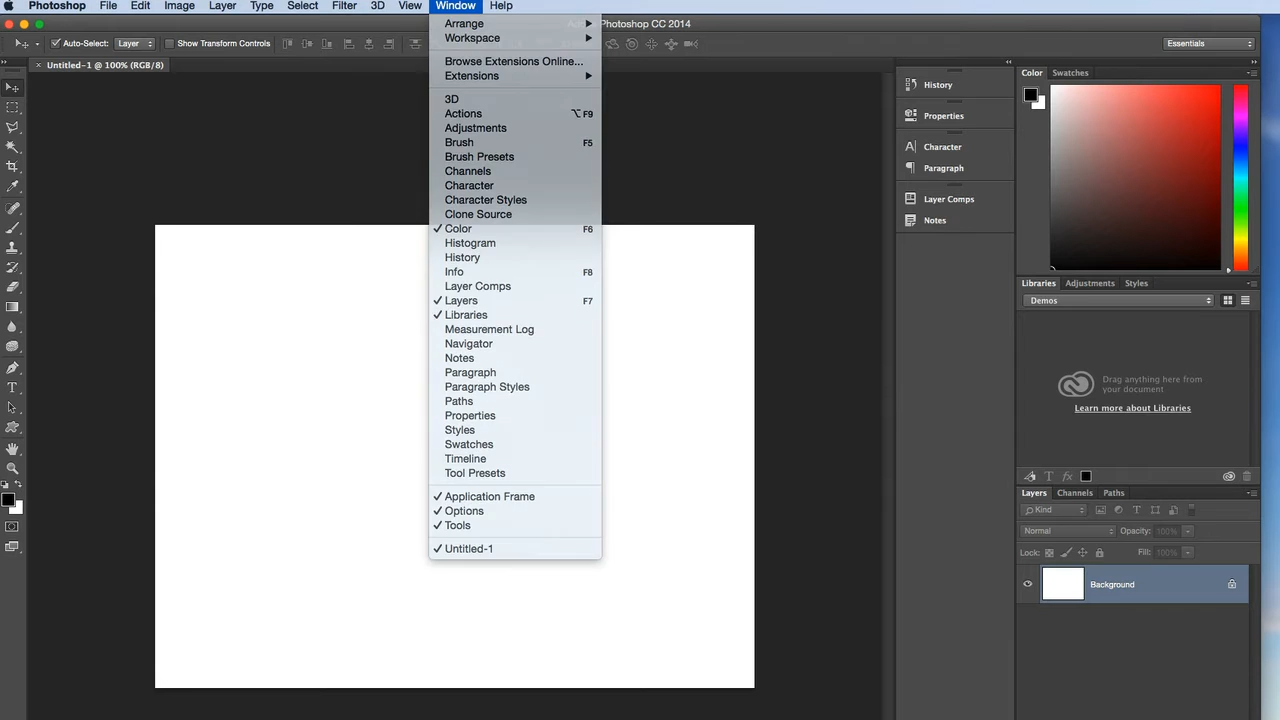 Photoshop File Edit Image Layer Type Select Filter 3D View Window Help
Photoshop CC 2014
Auto-Select: Layer Show Transform Controls
Essentials
× Untitled-1 @ 100% (RGB/8)
Arrange
Workspace
Browse Extensions Online...
Extensions
3D
Actions ⌥F9
Adjustments
Brush F5
Brush Presets
Channels
Character
Character Styles
Clone Source
✓ Color F6
Histogram
History
Info F8
Layer Comps
✓ Layers F7
✓ Libraries
Measurement Log
Navigator
Notes
Paragraph
Paragraph Styles
Paths
Properties
Styles
Swatches
Timeline
Tool Presets
✓ Application Frame
✓ Options
✓ Tools
✓ Untitled-1
History
Properties
Character
Paragraph
Layer Comps
Notes
Color Swatches
Libraries Adjustments Styles
Demos
Drag anything here from
your document
Learn more about Libraries
Layers Channels Paths
Kind
Normal Opacity: 100%
Lock: Fill: 100%
Background